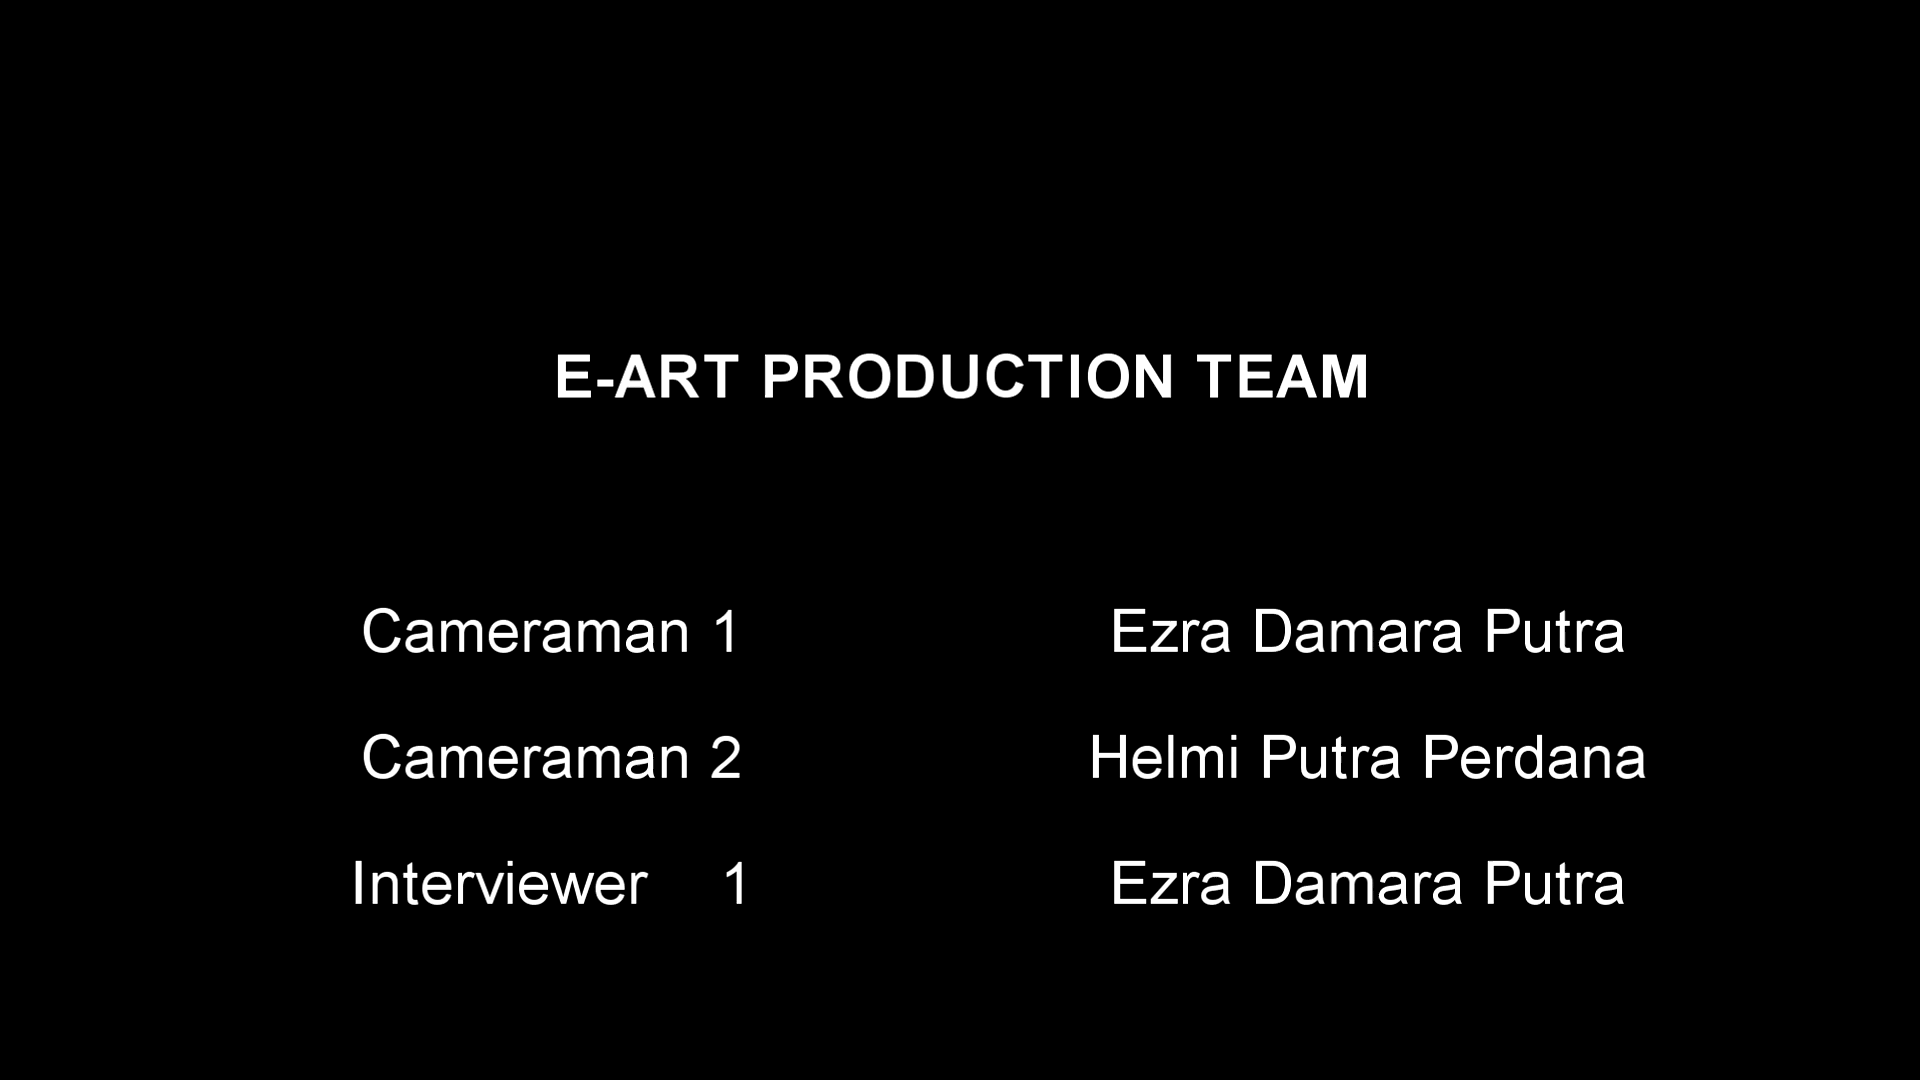 E-ART PRODUCTION TEAM
Cameraman 1 Ezra Damara Putra
Cameraman 2 Helmi Putra Perdana
Interviewer 1 Ezra Damara Putra